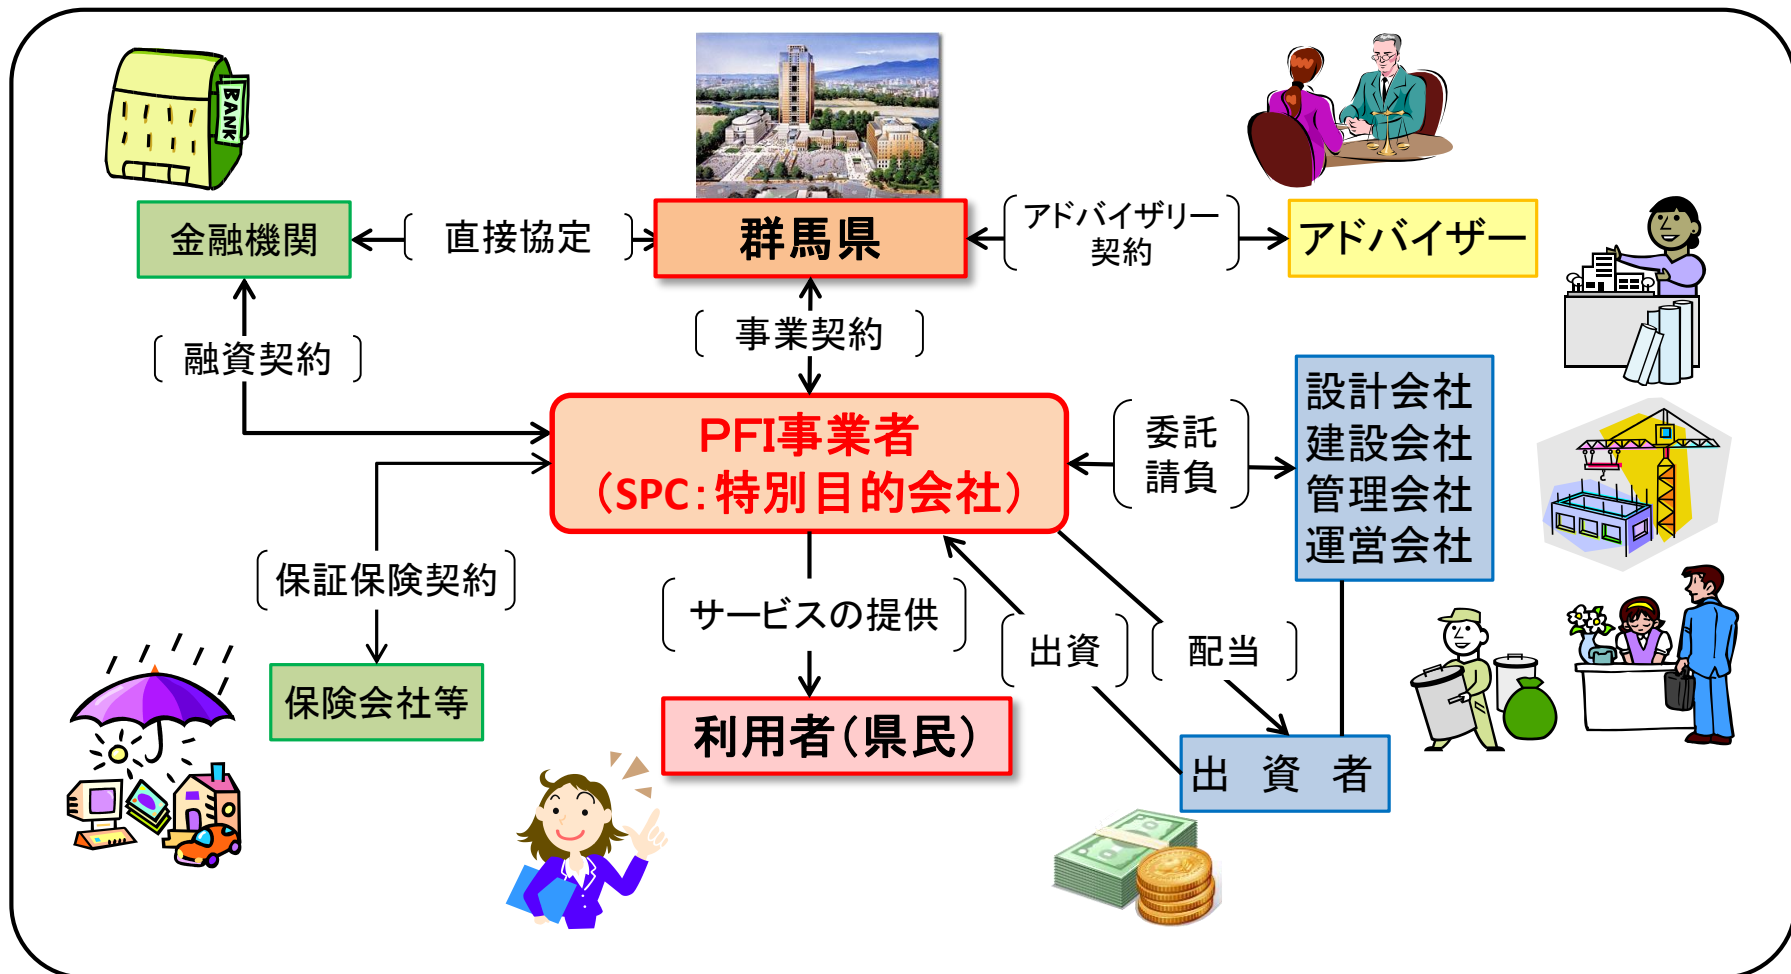 BANK
金融機関
直接協定
群馬県
アドバイザリー
契約
アドバイザー
融資契約
事業契約
PFI事業者
（SPC：特別目的会社）
委託
請負
設計会社
建設会社
管理会社
運営会社
保証保険契約
サービスの提供
出資
配当
保険会社等
利用者（県民）
出　資　者